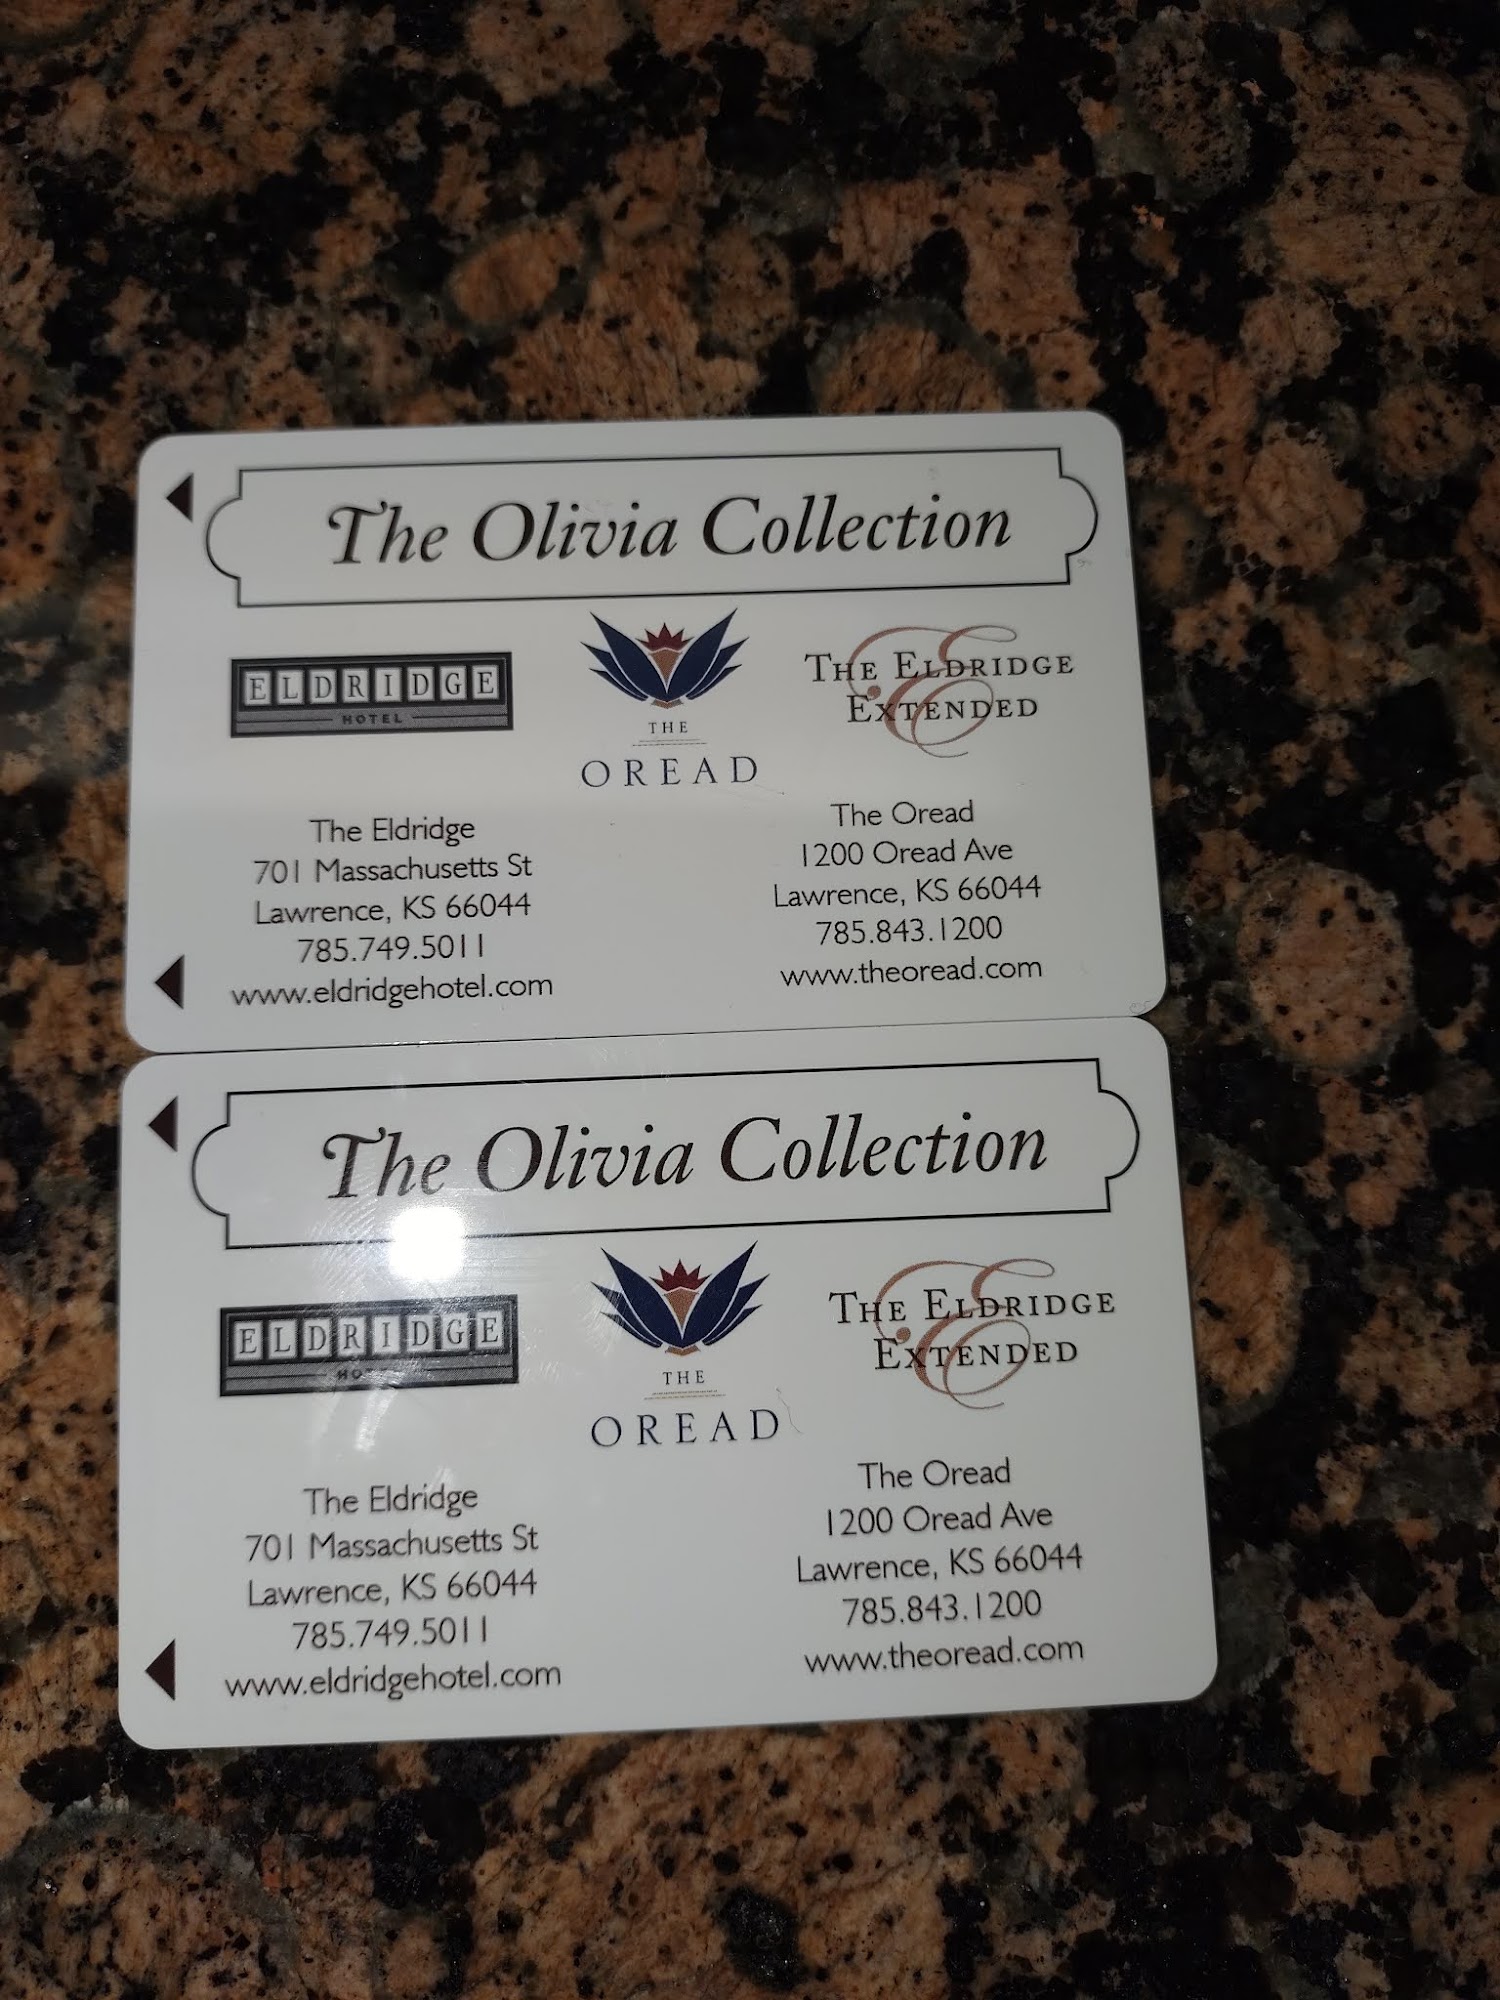 The Olivia Collection
ELDRIDGE
HOTEL
THE
OREAD
THE ELDRIDGE
EXTENDED
The Eldridge
701 Massachusetts St
Lawrence, KS 66044
785.749.5011
www.eldridgehotel.com
The Oread
1200 Oread Ave
Lawrence, KS 66044
785.843.1200
www.theoread.com
The Olivia Collection
ELDRIDGE
THE
OREAD
THE ELDRIDGE
EXTENDED
The Eldridge
701 Massachusetts St
Lawrence, KS 66044
785.749.5011
www.eldridgehotel.com
The Oread
1200 Oread Ave
Lawrence, KS 66044
785.843.1200
www.theoread.com